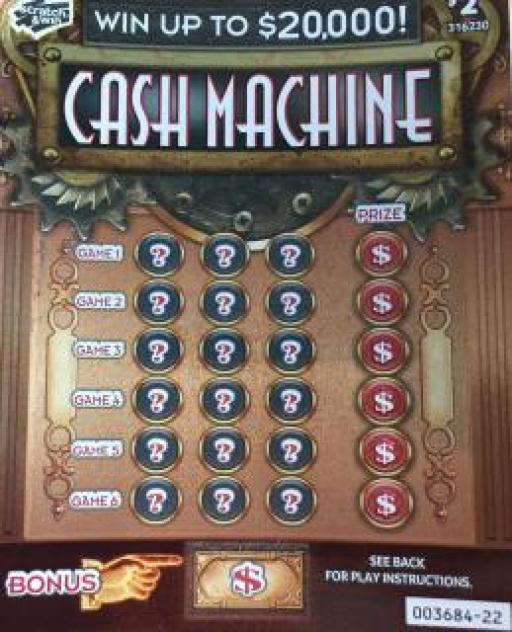 Scratch
& Win
WIN UP TO $20,000!
$2
316230
CASH MACHINE
PRIZE
GAME 1 ? ? ? $
GAME 2 ? ? ? $
GAME 3 ? ? ? $
GAME 4 ? ? ? $
GAME 5 ? ? ? $
GAME 6 ? ? ? $
BONUS
$
SEE BACK
FOR PLAY INSTRUCTIONS.
003684-22